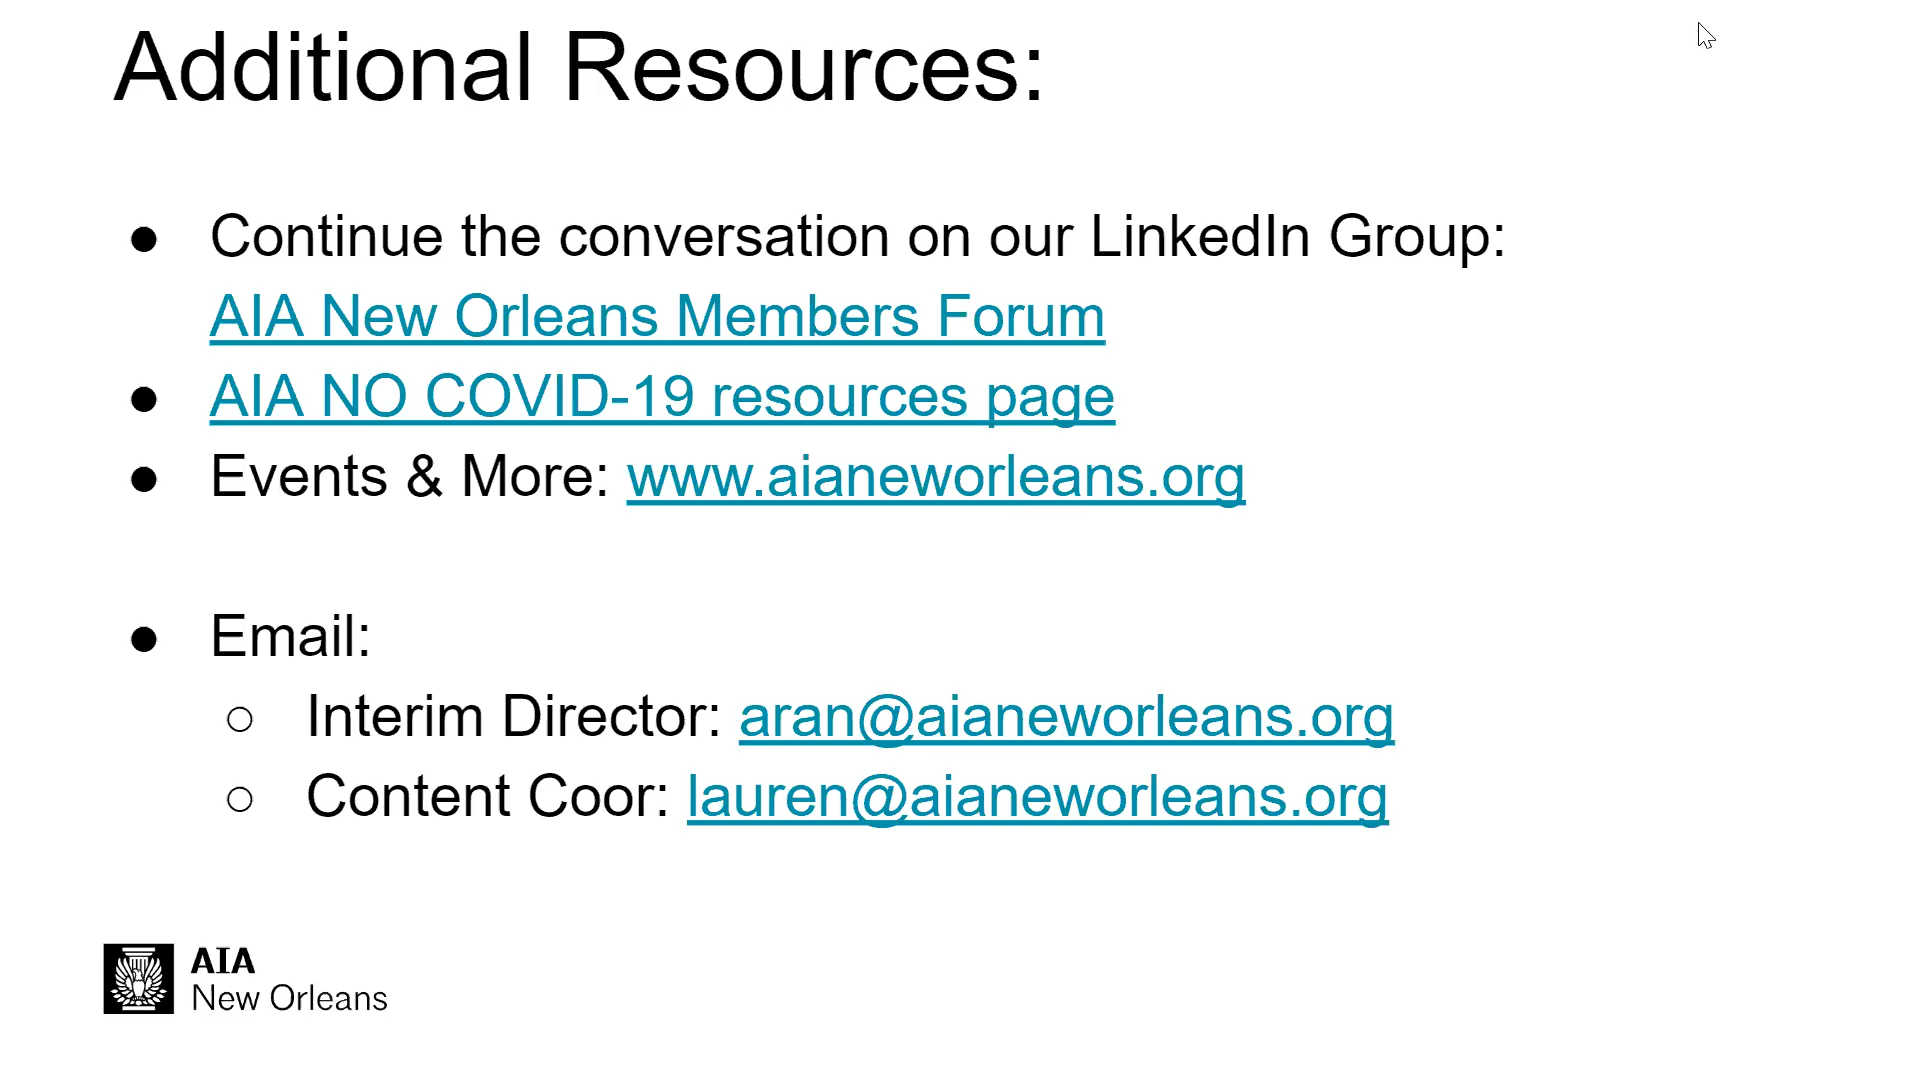 Additional Resources:
● Continue the conversation on our LinkedIn Group:
AIA New Orleans Members Forum
● AIA NO COVID-19 resources page
● Events & More: www.aianeworleans.org
● Email:
○ Interim Director: aran@aianeworleans.org
○ Content Coor: lauren@aianeworleans.org
AIA
New Orleans